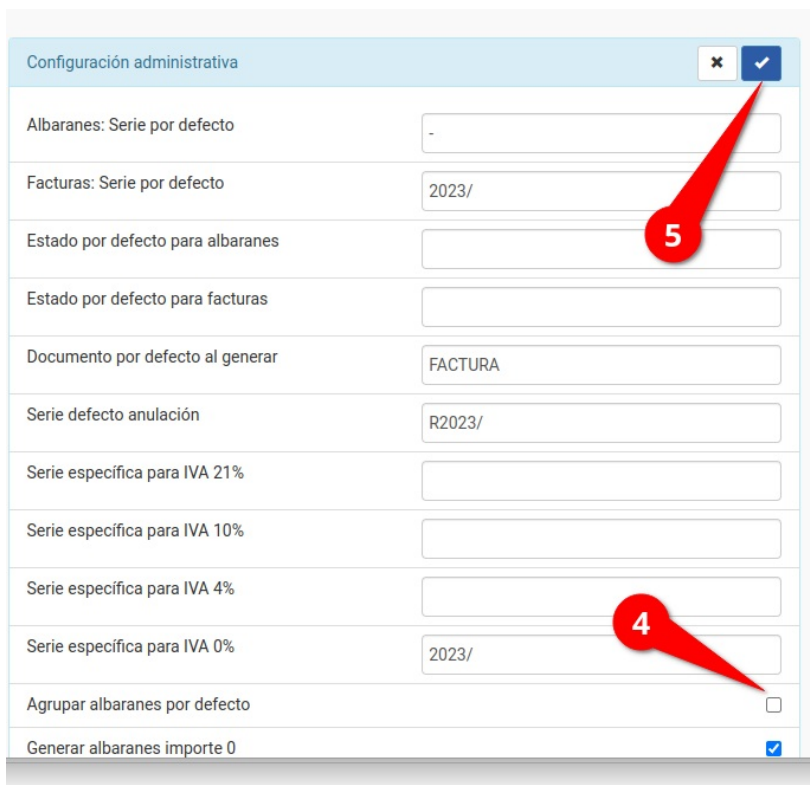 Configuración administrativa
Albaranes: Serie por defecto
-
Facturas: Serie por defecto
2023/
5
Estado por defecto para albaranes
Estado por defecto para facturas
Documento por defecto al generar
FACTURA
Serie defecto anulación
R2023/
Serie específica para IVA 21%
Serie específica para IVA 10%
Serie específica para IVA 4%
4
Serie específica para IVA 0%
2023/
Agrupar albaranes por defecto
Generar albaranes importe 0